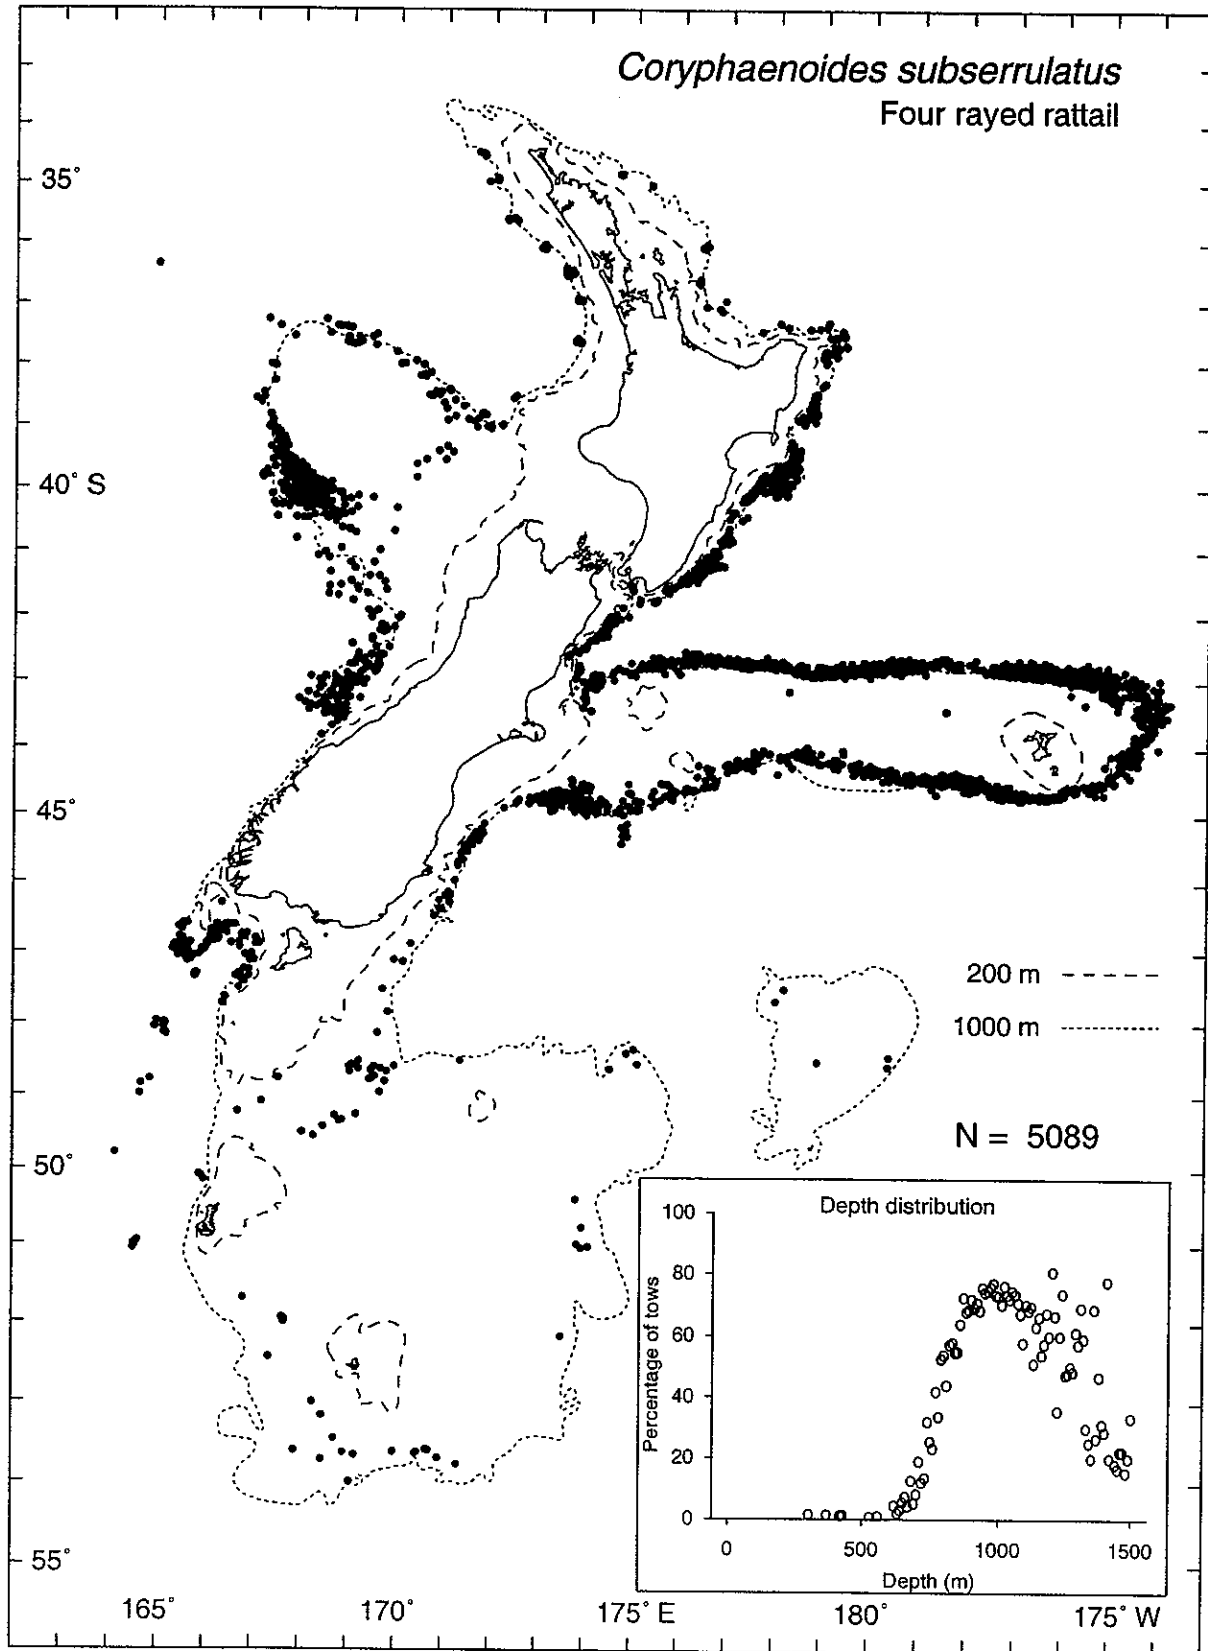 Coryphaenoides subserrulatus
Four rayed rattail
35°
40° S
45°
50°
55°
200 m
1000 m
N = 5089
Depth distribution
Percentage of tows
100
80
60
40
20
0
0 500 1000 1500
Depth (m)
165° 170° 175° E 180° 175° W